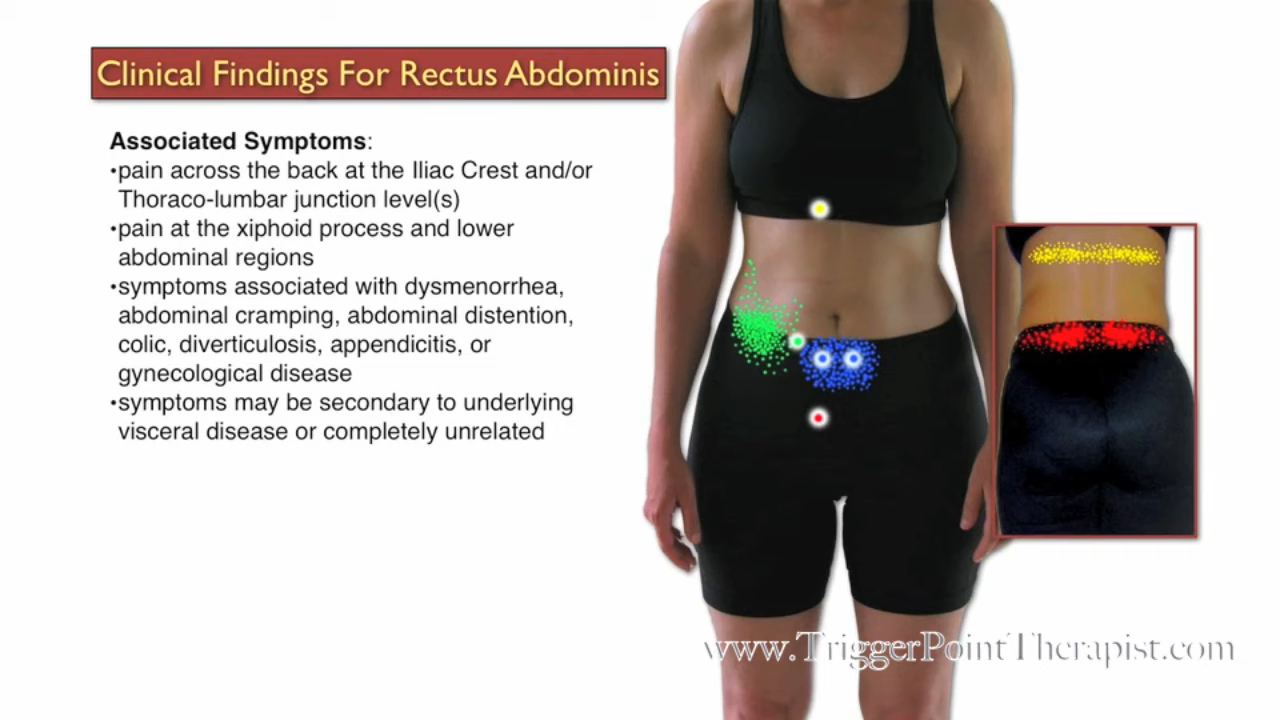 Clinical Findings For Rectus Abdominis
Associated Symptoms:
•pain across the back at the Iliac Crest and/or
Thoraco-lumbar junction level(s)
•pain at the xiphoid process and lower
abdominal regions
•symptoms associated with dysmenorrhea,
abdominal cramping, abdominal distention,
colic, diverticulosis, appendicitis, or
gynecological disease
•symptoms may be secondary to underlying
visceral disease or completely unrelated
www.TriggerPointTherapist.com